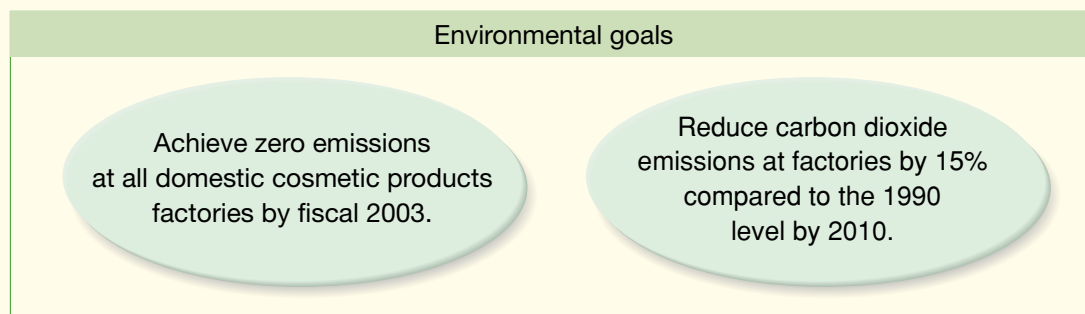 Environmental goals
Achieve zero emissions
at all domestic cosmetic products
factories by fiscal 2003.
Reduce carbon dioxide
emissions at factories by 15%
compared to the 1990
level by 2010.